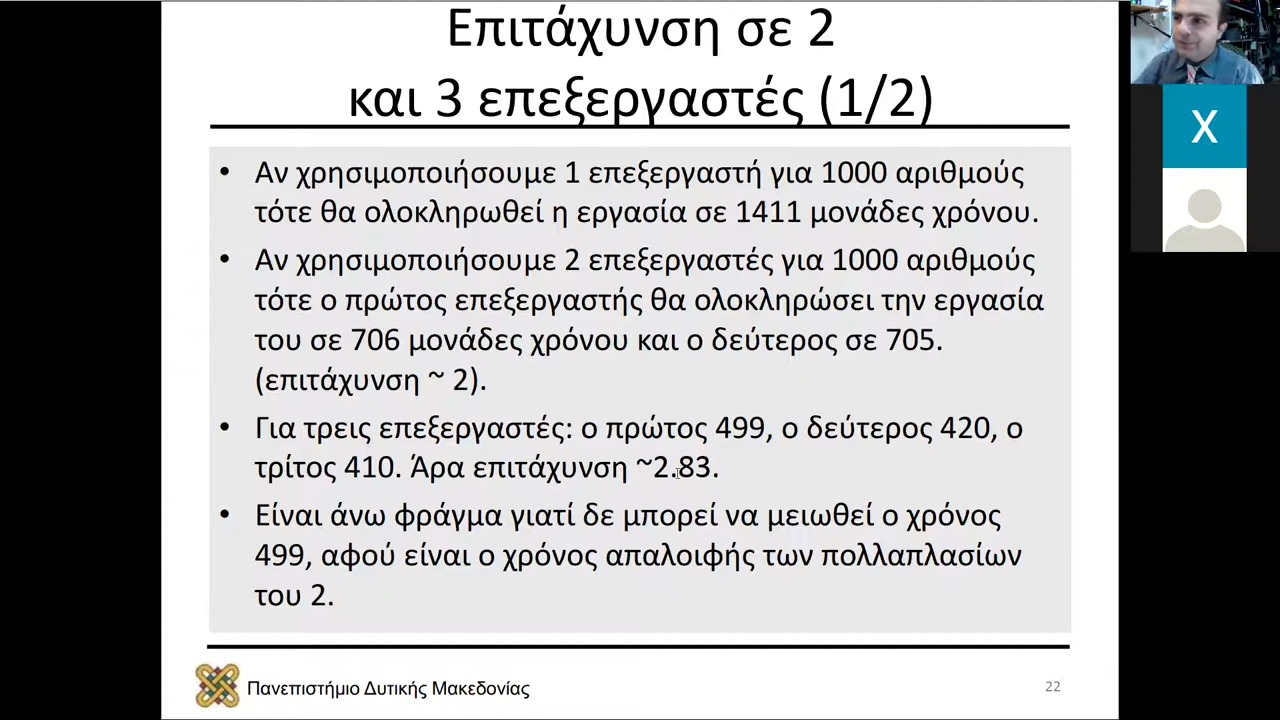 Επιτάχυνση σε 2
και 3 επεξεργαστές (1/2)
• Αν χρησιμοποιήσουμε 1 επεξεργαστή για 1000 αριθμούς
τότε θα ολοκληρωθεί η εργασία σε 1411 μονάδες χρόνου.
• Αν χρησιμοποιήσουμε 2 επεξεργαστές για 1000 αριθμούς
τότε ο πρώτος επεξεργαστής θα ολοκληρώσει την εργασία
του σε 706 μονάδες χρόνου και ο δεύτερος σε 705.
(επιτάχυνση ~ 2).
• Για τρεις επεξεργαστές: ο πρώτος 499, ο δεύτερος 420, ο
τρίτος 410. Άρα επιτάχυνση ~2.83.
• Είναι άνω φράγμα γιατί δε μπορεί να μειωθεί ο χρόνος
499, αφού είναι ο χρόνος απαλοιφής των πολλαπλασίων
του 2.
Πανεπιστήμιο Δυτικής Μακεδονίας
22
X